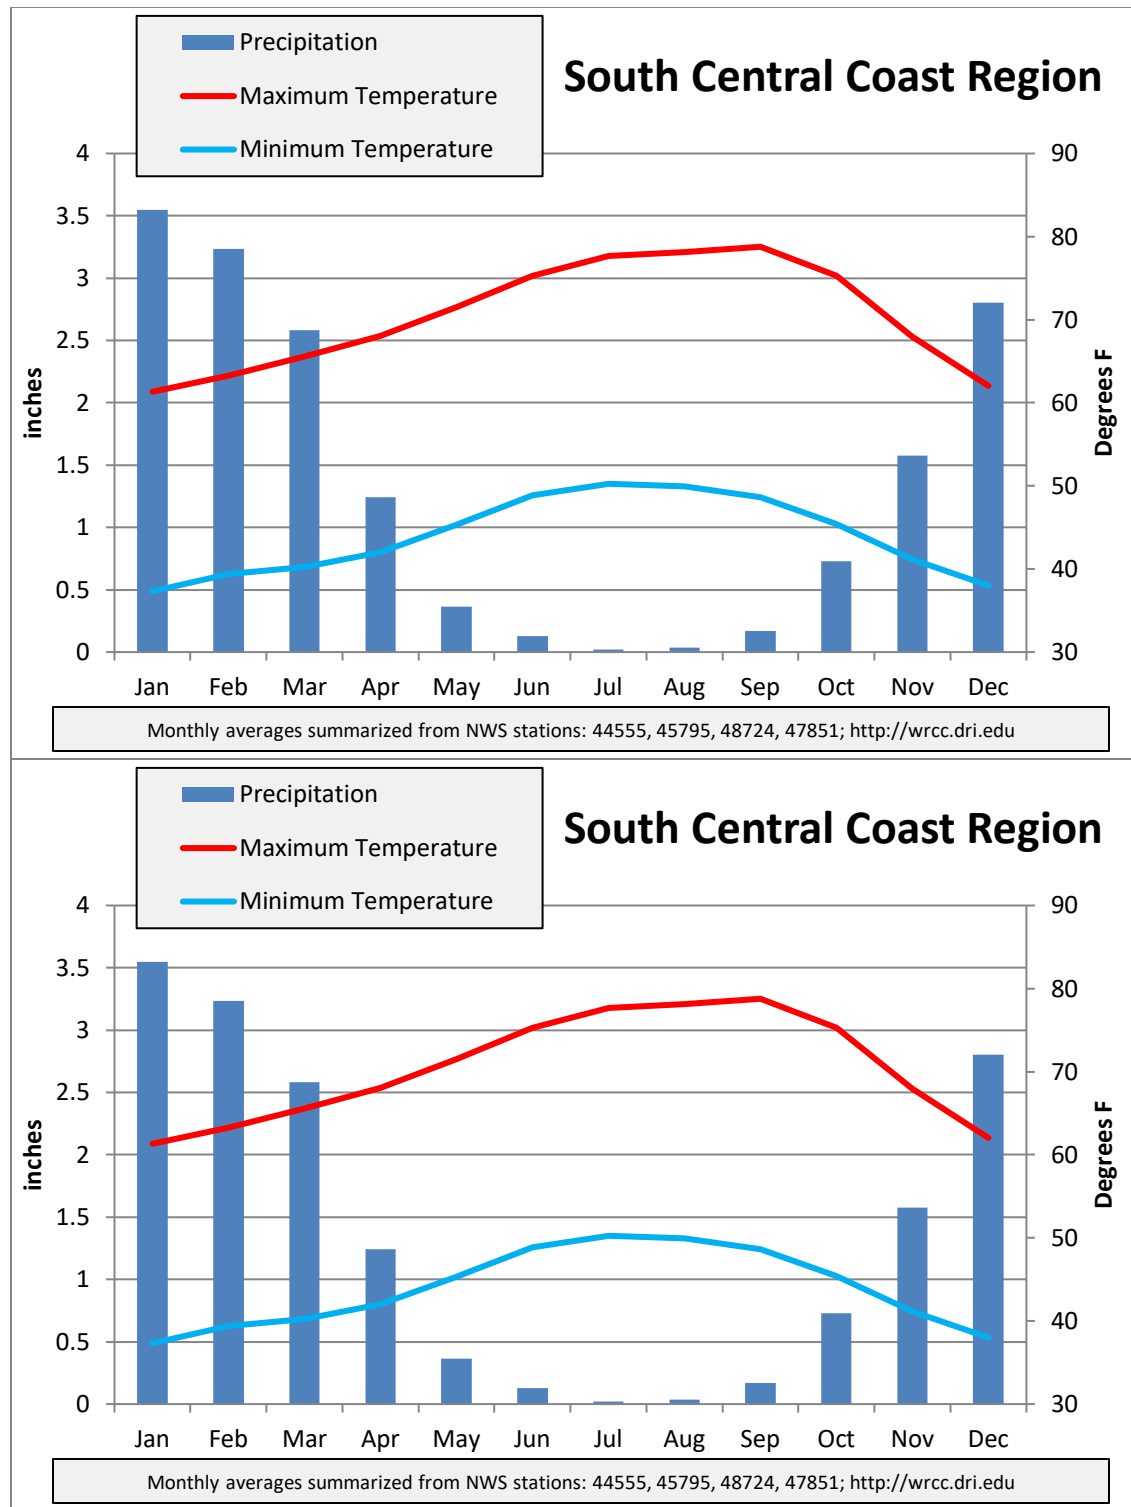 Precipitation
South Central Coast Region
Maximum Temperature
Minimum Temperature
4
90
3.5
80
3
2.5
70
2
60
1.5
50
1
40
0.5
0
30
inches
Degrees F
Jan Feb Mar Apr May Jun Jul Aug Sep Oct Nov Dec
Monthly averages summarized from NWS stations: 44555, 45795, 48724, 47851; http://wrcc.dri.edu
Precipitation
South Central Coast Region
Maximum Temperature
Minimum Temperature
4
90
3.5
80
3
2.5
70
2
60
1.5
50
1
40
0.5
0
30
inches
Degrees F
Jan Feb Mar Apr May Jun Jul Aug Sep Oct Nov Dec
Monthly averages summarized from NWS stations: 44555, 45795, 48724, 47851; http://wrcc.dri.edu